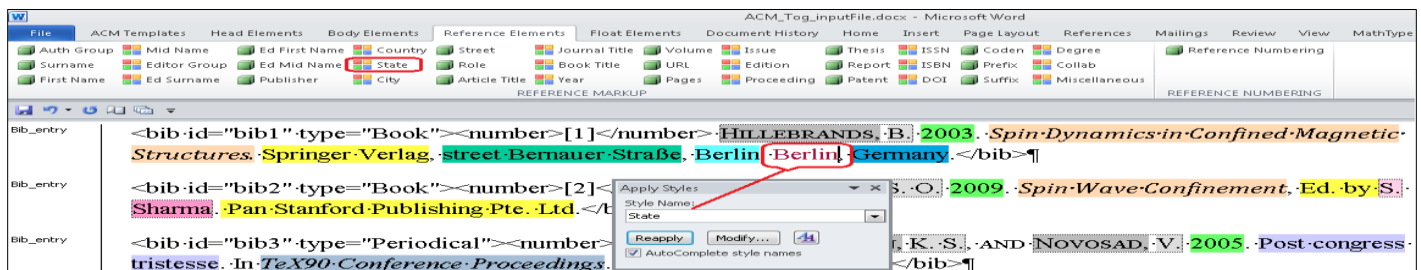 W
ACM_Tog_inputFile.docx - Microsoft Word
File ACM Templates Head Elements Body Elements Reference Elements Float Elements Document History Home Insert Page Layout References Mailings Review View MathType
Auth Group Mid Name Ed First Name Country Street Journal Title Volume Issue Thesis ISSN Coden Degree Reference Numbering
Surname Editor Group Ed Mid Name State Role Book Title URL Edition Report ISBN Prefix Collab
First Name Ed Surname Publisher City Article Title Year Pages Proceeding Patent DOI Suffix Miscellaneous
REFERENCE MARKUP REFERENCE NUMBERING
Bib_entry <bib·id="bib1"·type="Book"><number>[1]</number>·HILLEBRANDS,·B.·2003.·Spin·Dynamics·in·Confined·Magnetic·
Structures.·Springer·Verlag,·street·Bernauer·Straße,·Berlin·Berlin,·Germany.</bib>¶
Bib_entry <bib·id="bib2"·type="Book"><number>[2]< S.·O.·2009.·Spin·Wave·Confinement,·Ed.·by·S.·
Sharma.·Pan·Stanford·Publishing·Pte.·Ltd.</b
Apply Styles
Style Name:
State
Reapply Modify...
AutoComplete style names
Bib_entry <bib·id="bib3"·type="Periodical"><number> K.·S.,·AND·NOVOSAD,·V.·2005.·Post·congress·
tristesse.·In·TeX90·Conference·Proceedings. </bib>¶